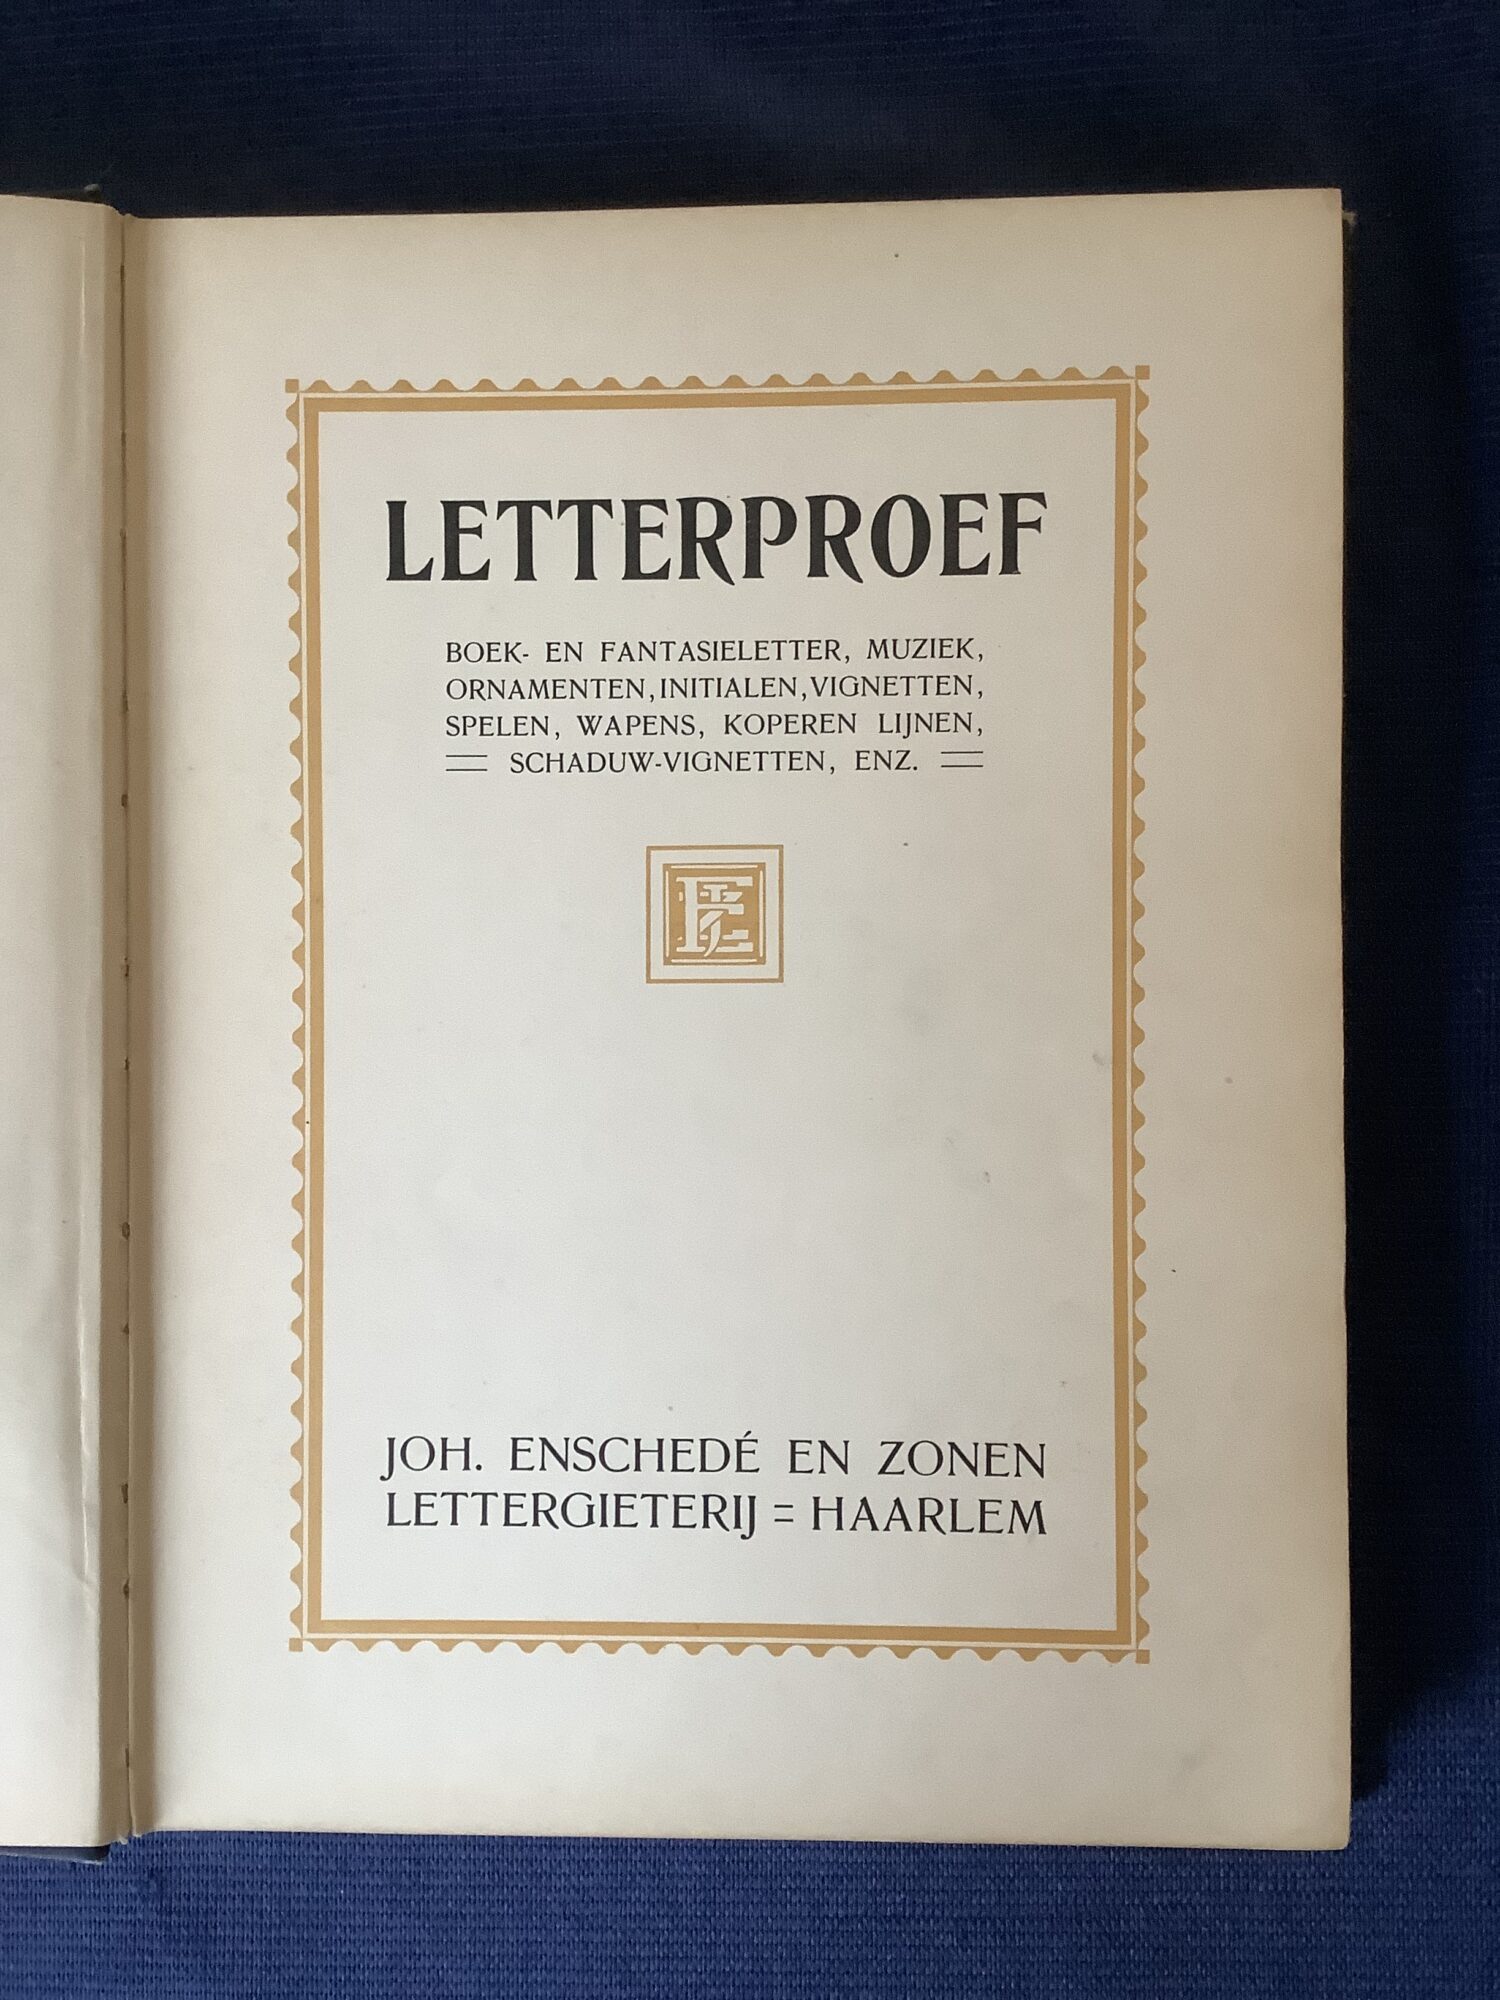 LETTERPROEF
BOEK- EN FANTASIELETTER, MUZIEK,
ORNAMENTEN, INITIALEN, VIGNETTEN,
SPELEN, WAPENS, KOPEREN LIJNEN,
SCHADUW-VIGNETTEN, ENZ.
JE
JOH. ENSCHEDÉ EN ZONEN
LETTERGIETERIJ = HAARLEM